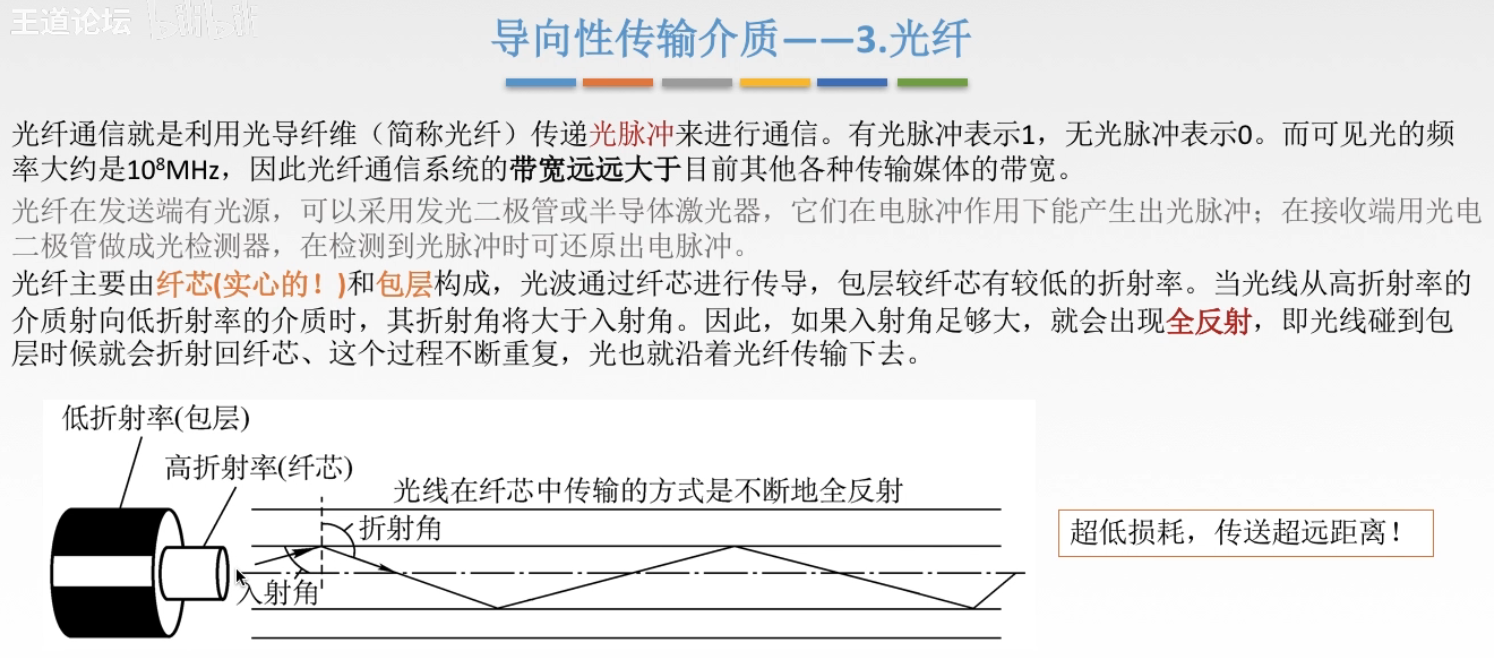 王道论坛 bilibili
导向性传输介质——3.光纤
光纤通信就是利用光导纤维（简称光纤）传递光脉冲来进行通信。有光脉冲表示1，无光脉冲表示0。而可见光的频
率大约是10⁸MHz，因此光纤通信系统的带宽远远大于目前其他各种传输媒体的带宽。
光纤在发送端有光源，可以采用发光二极管或半导体激光器，它们在电脉冲作用下能产生出光脉冲；在接收端用光电
二极管做成光检测器，在检测到光脉冲时可还原出电脉冲。
光纤主要由纤芯(实心的！)和包层构成，光波通过纤芯进行传导，包层较纤芯有较低的折射率。当光线从高折射率的
介质射向低折射率的介质时，其折射角将大于入射角。因此，如果入射角足够大，就会出现全反射，即光线碰到包
层时候就会折射回纤芯、这个过程不断重复，光也就沿着光纤传输下去。
低折射率(包层)
高折射率(纤芯)
光线在纤芯中传输的方式是不断地全反射
折射角
入射角
超低损耗，传送超远距离！